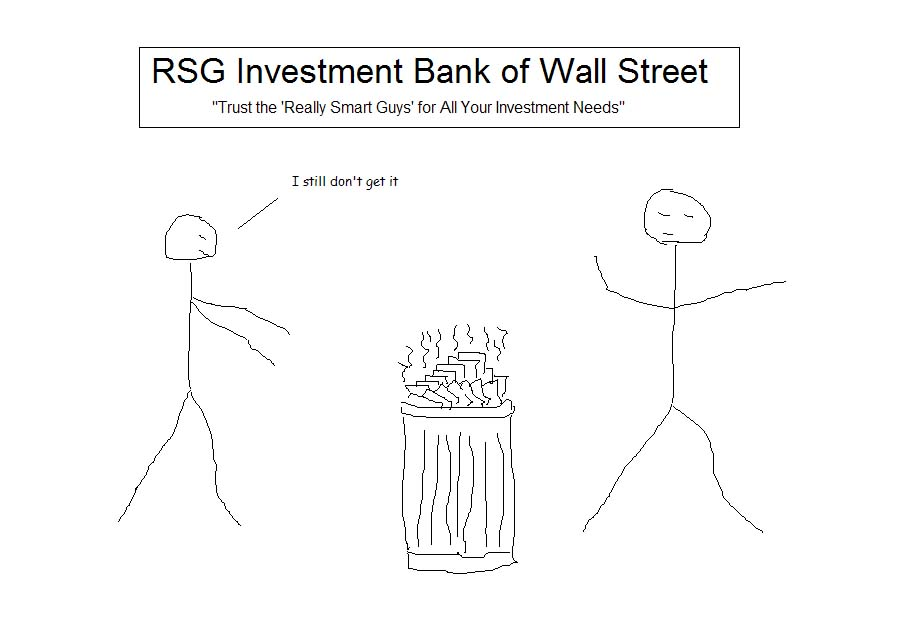 RSG Investment Bank of Wall Street
"Trust the 'Really Smart Guys' for All Your Investment Needs"
I still don't get it